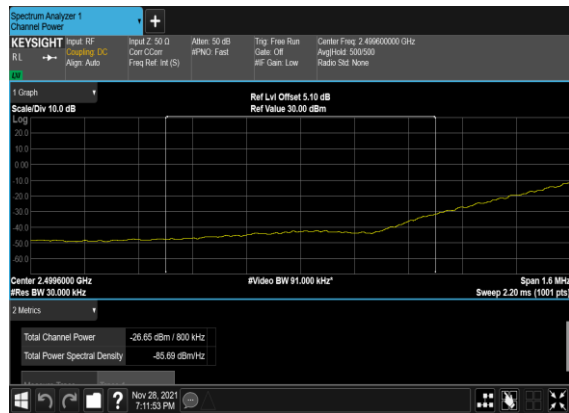 Spectrum Analyzer 1
Channel Power
KEYSIGHT
RL
Input: RF
Coupling: DC
Align: Auto
Input Z: 50 Ω
Corr CCorr
Freq Ref: Int (S)
Atten: 50 dB
#PNO: Fast
Trig: Free Run
Gate: Off
#IF Gain: Low
Center Freq: 2.499600000 GHz
Avg|Hold: 500/500
Radio Std: None
1 Graph
Scale/Div 10.0 dB
Ref Lvl Offset 5.10 dB
Ref Value 30.00 dBm
Log
20.0
10.0
0.00
-10.0
-20.0
-30.0
-40.0
-50.0
-60.0
Center 2.4996000 GHz
#Res BW 30.000 kHz
#Video BW 91.000 kHz*
Span 1.6 MHz
Sweep 2.20 ms (1001 pts)
2 Metrics
Total Channel Power -26.65 dBm / 800 kHz
Total Power Spectral Density -85.69 dBm/Hz
Nov 28, 2021
7:11:53 PM